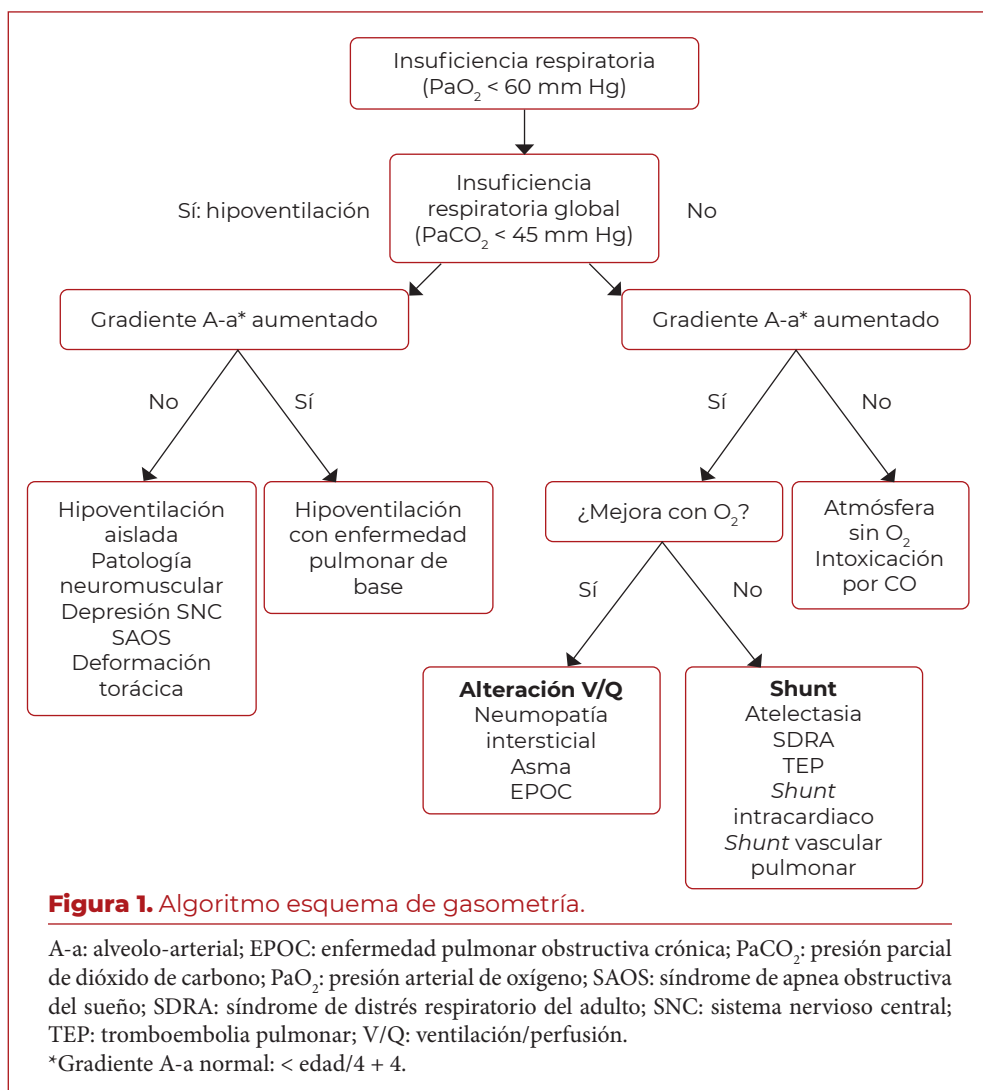 Insuficiencia respiratoria
(PaO₂ < 60 mm Hg)
Sí: hipoventilación
Insuficiencia
respiratoria global
(PaCO₂ < 45 mm Hg)
No
Gradiente A-a* aumentado
Gradiente A-a* aumentado
No
Sí
Sí
No
Hipoventilación
aislada
Patología
neuromuscular
Depresión SNC
SAOS
Deformación
torácica
Hipoventilación
con enfermedad
pulmonar de
base
¿Mejora con O₂?
Atmósfera
sin O₂
Intoxicación
por CO
Sí
No
Alteración V/Q
Neumopatía
intersticial
Asma
EPOC
Shunt
Atelectasia
SDRA
TEP
Shunt
intracardiaco
Shunt vascular
pulmonar
Figura 1. Algoritmo esquema de gasometría.
A-a: alveolo-arterial; EPOC: enfermedad pulmonar obstructiva crónica; PaCO₂: presión parcial
de dióxido de carbono; PaO₂: presión arterial de oxígeno; SAOS: síndrome de apnea obstructiva
del sueño; SDRA: síndrome de distrés respiratorio del adulto; SNC: sistema nervioso central;
TEP: tromboembolia pulmonar; V/Q: ventilación/perfusión.
*Gradiente A-a normal: < edad/4 + 4.